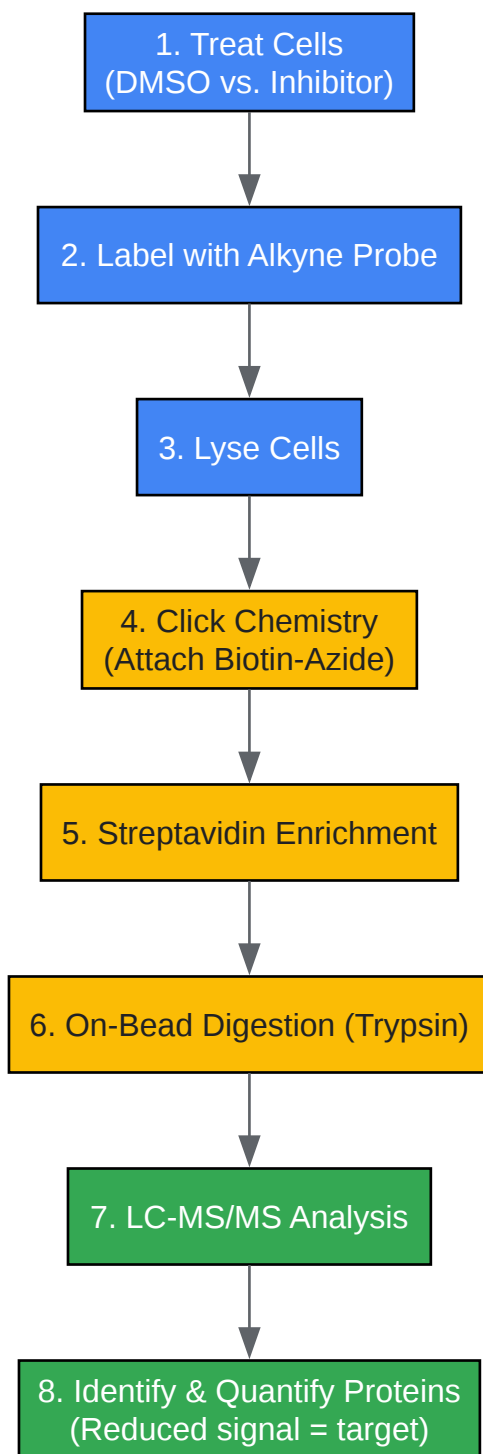 1. Treat Cells
(DMSO vs. Inhibitor)
2. Label with Alkyne Probe
3. Lyse Cells
4. Click Chemistry
(Attach Biotin-Azide)
5. Streptavidin Enrichment
6. On-Bead Digestion (Trypsin)
7. LC-MS/MS Analysis
8. Identify & Quantify Proteins
(Reduced signal = target)